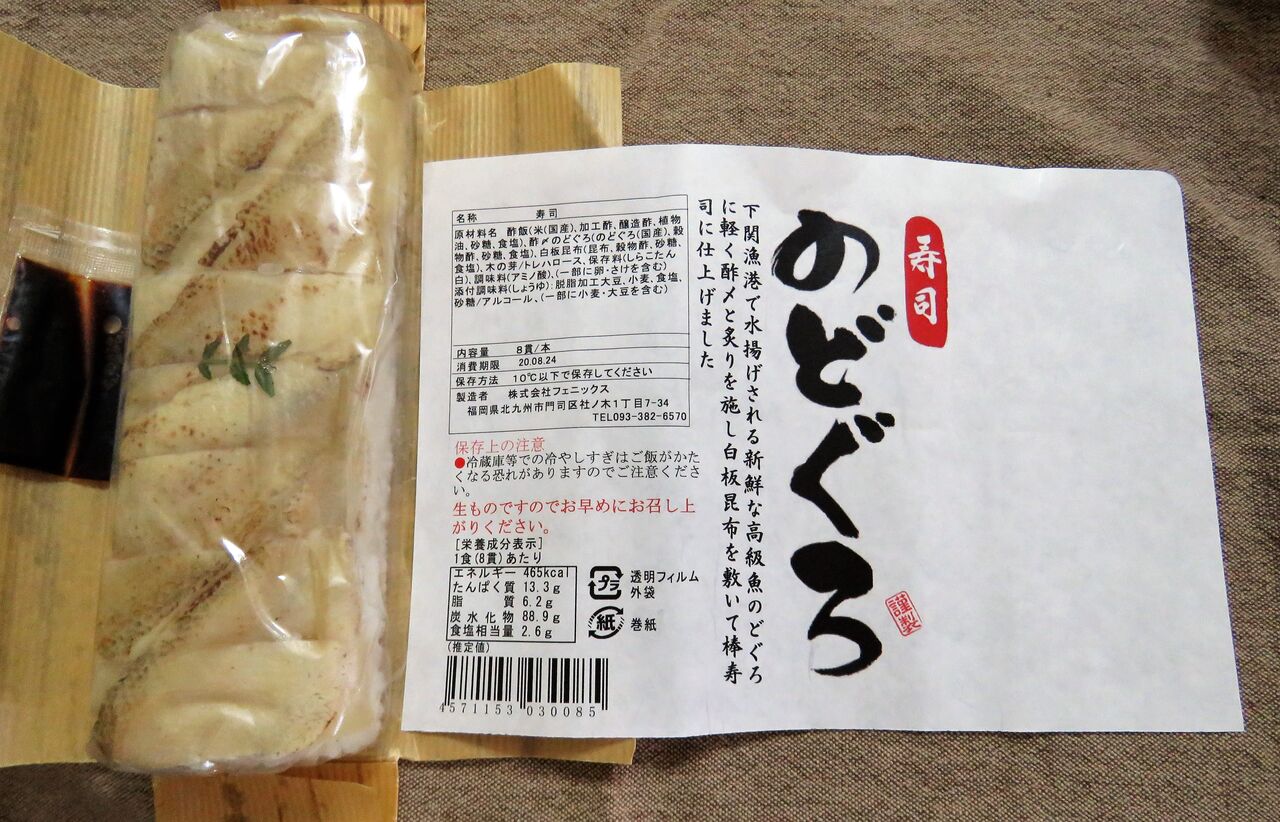 名称 寿司
原材料名 酢飯(米(国産)、加工酢、醸造酢、植物
油、砂糖、食塩)、酢〆のどぐろ(のどぐろ(国産)、穀
物酢、砂糖、食塩)、白板昆布(昆布、穀物酢、砂糖、
食塩)、木の芽/トレハロース、保存料(しらこたん
白)、調味料(アミノ酸)、(一部に卵・さけを含む)
添付調味料(しょうゆ):脱脂加工大豆、小麦、食塩、
砂糖/アルコール、(一部に小麦・大豆を含む)
内容量 8貫/本
消費期限 20.08.24
保存方法 10℃以下で保存してください
製造者 株式会社フェニックス
福岡県北九州市門司区社ノ木1丁目7-34
TEL093-382-6570
保存上の注意
●冷蔵庫等での冷やしすぎはご飯がかた
くなる恐れがありますのでご注意くださ
い。
生ものですのでお早めにお召し上
がりください。
[栄養成分表示]
1食(8貫)あたり
エネルギー 465kcal
たんぱく質 13.3g
脂質 6.2g
炭水化物 88.9g
食塩相当量 2.6g
(推定値)
プラ 透明フィルム
外袋
紙 巻紙
4571153 030085
寿司
のどぐろ
謹製
下関漁港で水揚げされる新鮮な高級魚のどぐろ
に軽く酢〆と炙りを施し白板昆布を敷いて棒寿
司に仕上げました